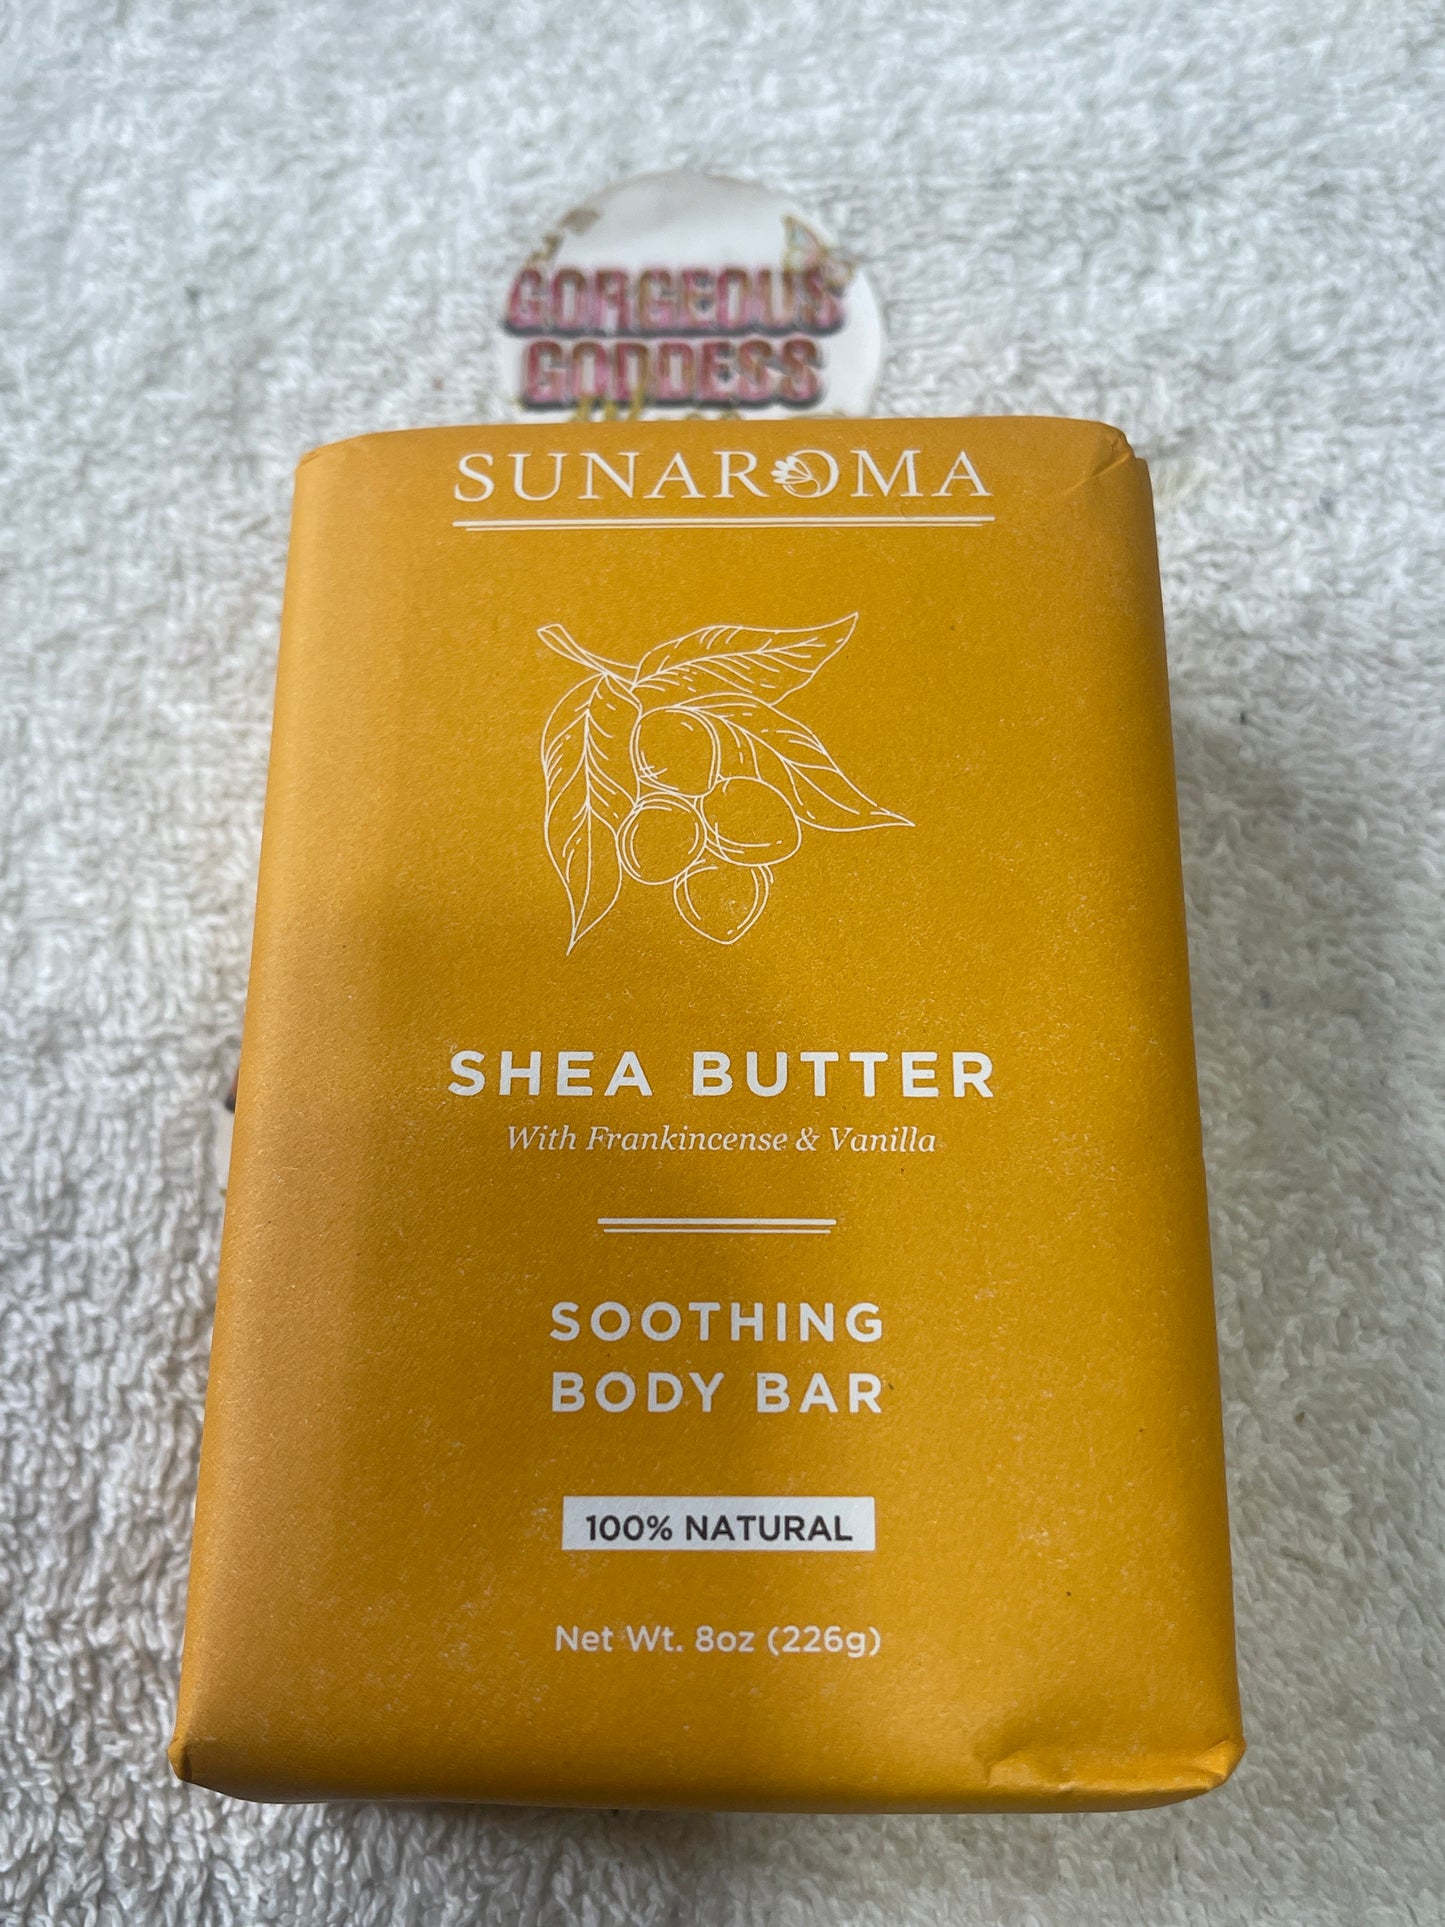 GORGEOUS
GODDESS
SUNAROMA
SHEA BUTTER
With Frankincense & Vanilla
SOOTHING
BODY BAR
100% NATURAL
Net Wt. 8oz (226g)